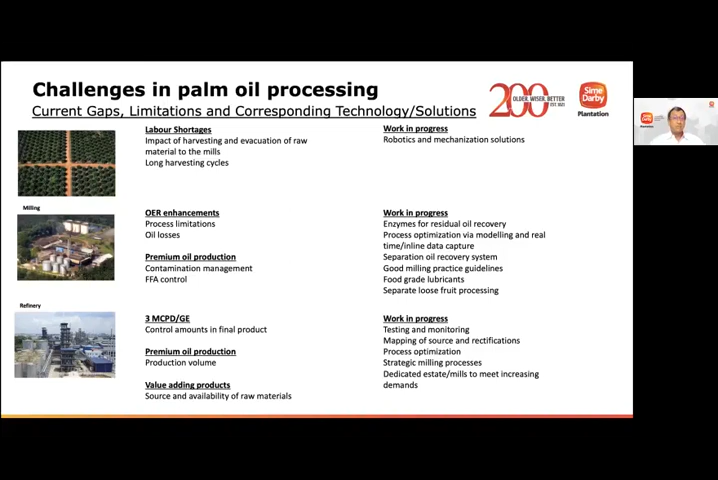 Challenges in palm oil processing
Current Gaps, Limitations and Corresponding Technology/Solutions
200
OLDER. WISER. BETTER
EST. 1821
Sime
Darby
Plantation
Labour Shortages
Impact of harvesting and evacuation of raw
material to the mills
Long harvesting cycles
Work in progress
Robotics and mechanization solutions
Milling
OER enhancements
Process limitations
Oil losses
Premium oil production
Contamination management
FFA control
Work in progress
Enzymes for residual oil recovery
Process optimization via modelling and real
time/inline data capture
Separation oil recovery system
Good milling practice guidelines
Food grade lubricants
Separate loose fruit processing
Refinery
3 MCPD/GE
Control amounts in final product
Premium oil production
Production volume
Value adding products
Source and availability of raw materials
Work in progress
Testing and monitoring
Mapping of source and rectifications
Process optimization
Strategic milling processes
Dedicated estate/mills to meet increasing
demands